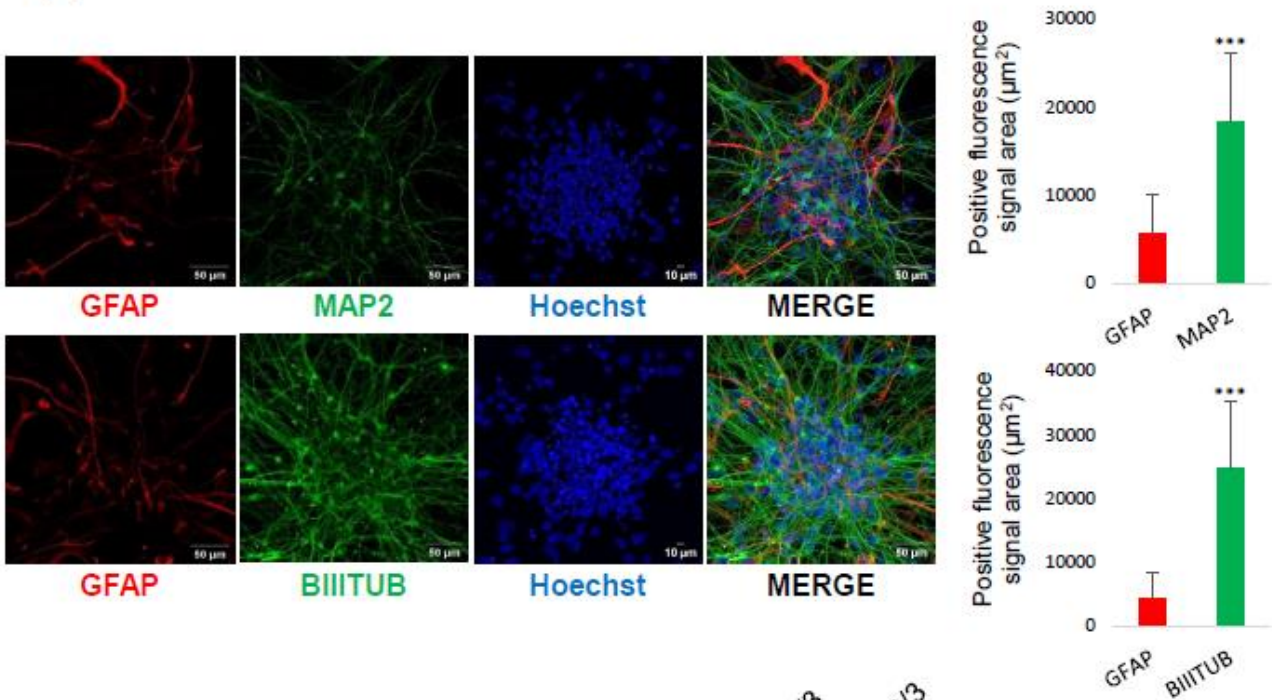 50 µm
50 µm
10 µm
50 µm
GFAP
MAP2
Hoechst
MERGE
50 µm
50 µm
10 µm
50 µm
GFAP
BIIITUB
Hoechst
MERGE
Positive fluorescence
signal area (µm²)
30000
20000
10000
0
***
GFAP
MAP2
Positive fluorescence
signal area (µm²)
40000
30000
20000
10000
0
***
GFAP
BIIITUB